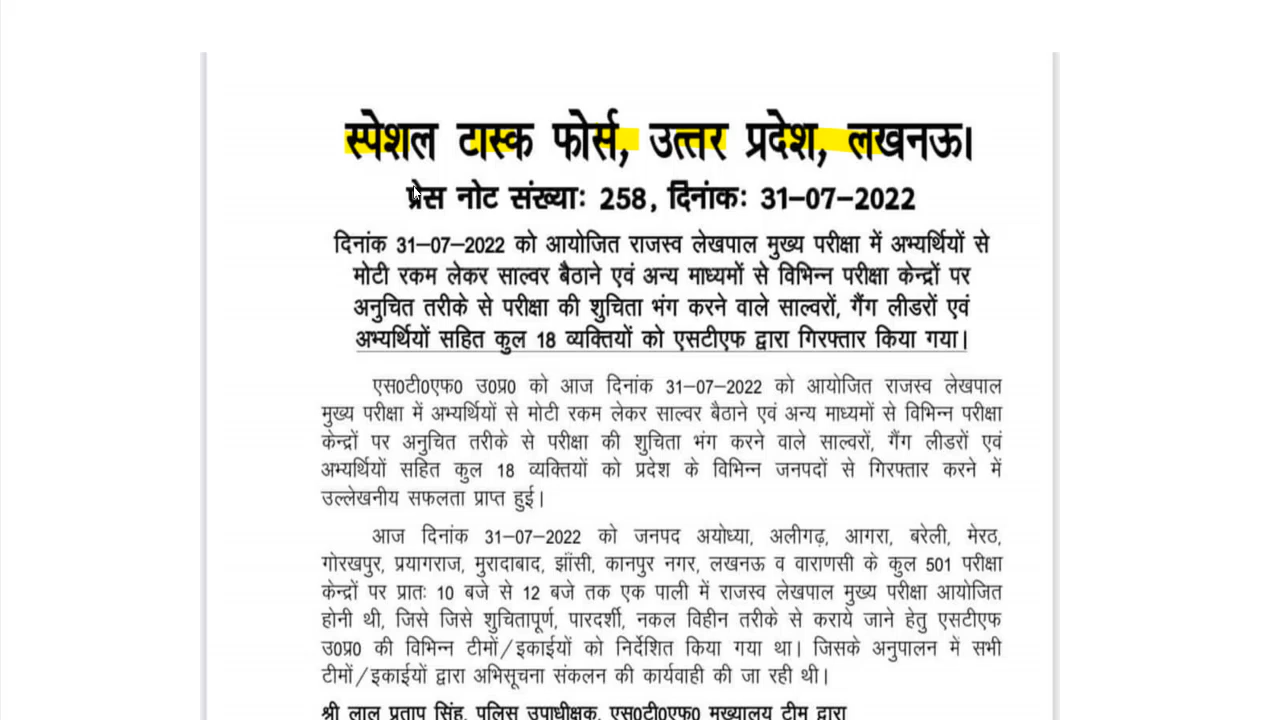 स्पेशल टास्क फोर्स, उत्तर प्रदेश, लखनऊ।
प्रेस नोट संख्याः 258, दिनांकः 31–07–2022
दिनांक 31–07–2022 को आयोजित राजस्व लेखपाल मुख्य परीक्षा में अभ्यर्थियों से
मोटी रकम लेकर साल्वर बैठाने एवं अन्य माध्यमों से विभिन्न परीक्षा केन्द्रों पर
अनुचित तरीके से परीक्षा की शुचिता भंग करने वाले साल्वरों, गैंग लीडरों एवं
अभ्यर्थियों सहित कुल 18 व्यक्तियों को एसटीएफ द्वारा गिरफ्तार किया गया।
एस0टी0एफ0 उ0प्र0 को आज दिनांक 31–07–2022 को आयोजित राजस्व लेखपाल
मुख्य परीक्षा में अभ्यर्थियों से मोटी रकम लेकर साल्वर बैठाने एवं अन्य माध्यमों से विभिन्न परीक्षा
केन्द्रों पर अनुचित तरीके से परीक्षा की शुचिता भंग करने वाले साल्वरों, गैंग लीडरों एवं
अभ्यर्थियों सहित कुल 18 व्यक्तियों को प्रदेश के विभिन्न जनपदों से गिरफ्तार करने में
उल्लेखनीय सफलता प्राप्त हुई।
आज दिनांक 31–07–2022 को जनपद अयोध्या, अलीगढ़, आगरा, बरेली, मेरठ,
गोरखपुर, प्रयागराज, मुरादाबाद, झाँसी, कानपुर नगर, लखनऊ व वाराणसी के कुल 501 परीक्षा
केन्द्रों पर प्रातः 10 बजे से 12 बजे तक एक पाली में राजस्व लेखपाल मुख्य परीक्षा आयोजित
होनी थी, जिसे जिसे शुचितापूर्ण, पारदर्शी, नकल विहीन तरीके से कराये जाने हेतु एसटीएफ
उ0प्र0 की विभिन्न टीमों/इकाईयों को निर्देशित किया गया था। जिसके अनुपालन में सभी
टीमों/इकाईयों द्वारा अभिसूचना संकलन की कार्यवाही की जा रही थी।
श्री लाल प्रताप सिंह, पुलिस उपाधीक्षक, एस0टी0एफ0 मुख्यालय टीम द्वारा